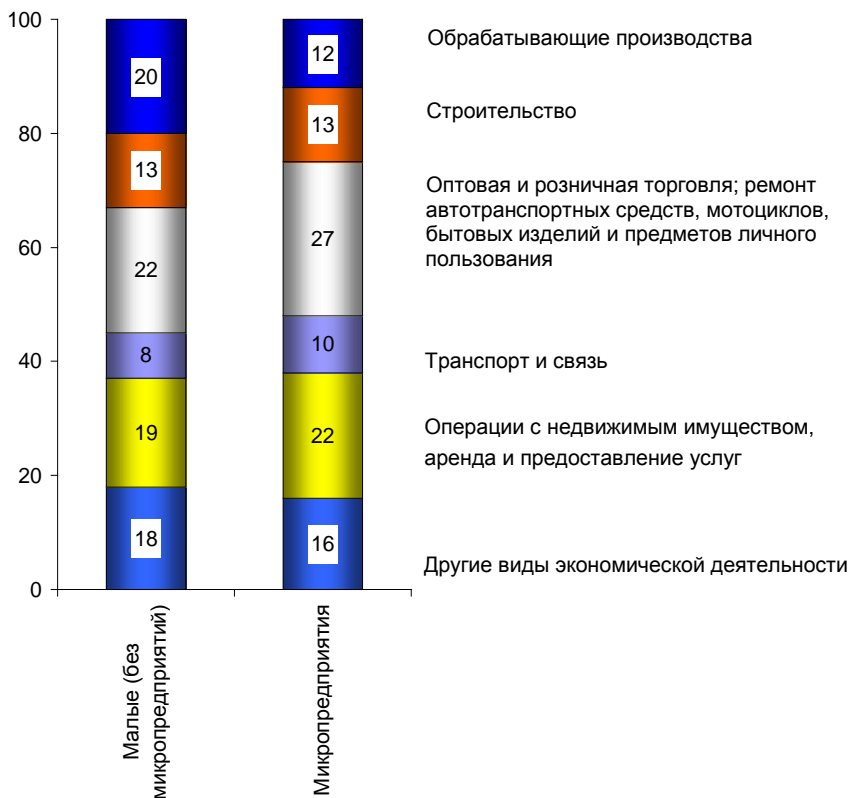 100
80
60
40
20
0
20
13
22
8
19
18
12
13
27
10
22
16
Обрабатывающие производства
Строительство
Оптовая и розничная торговля; ремонт
автотранспортных средств, мотоциклов,
бытовых изделий и предметов личного
пользования
Транспорт и связь
Операции с недвижимым имуществом,
аренда и предоставление услуг
Другие виды экономической деятельности
Малые (без
микропредприятий)
Микропредприятия